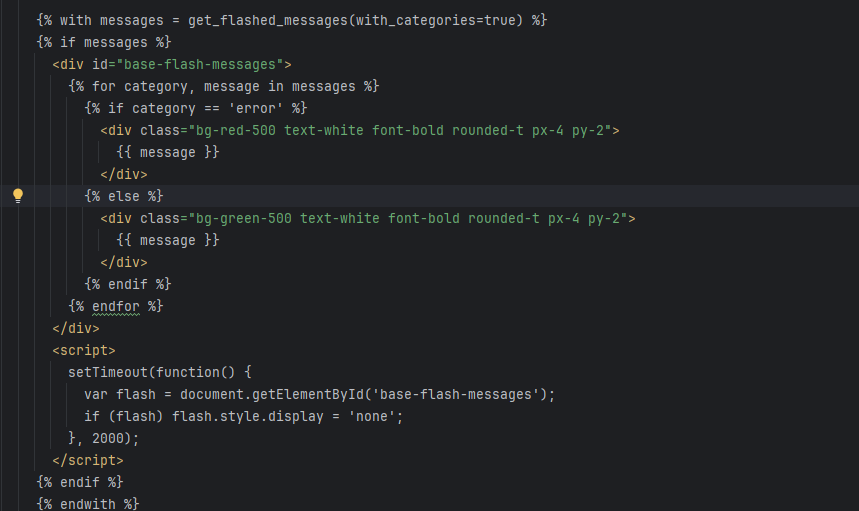 {% with messages = get_flashed_messages(with_categories=true) %}
{% if messages %}
<div id="base-flash-messages">
{% for category, message in messages %}
{% if category == 'error' %}
<div class="bg-red-500 text-white font-bold rounded-t px-4 py-2">
{{ message }}
</div>
{% else %}
<div class="bg-green-500 text-white font-bold rounded-t px-4 py-2">
{{ message }}
</div>
{% endif %}
{% endfor %}
</div>
<script>
setTimeout(function() {
var flash = document.getElementById('base-flash-messages');
if (flash) flash.style.display = 'none';
}, 2000);
</script>
{% endif %}
{% endwith %}